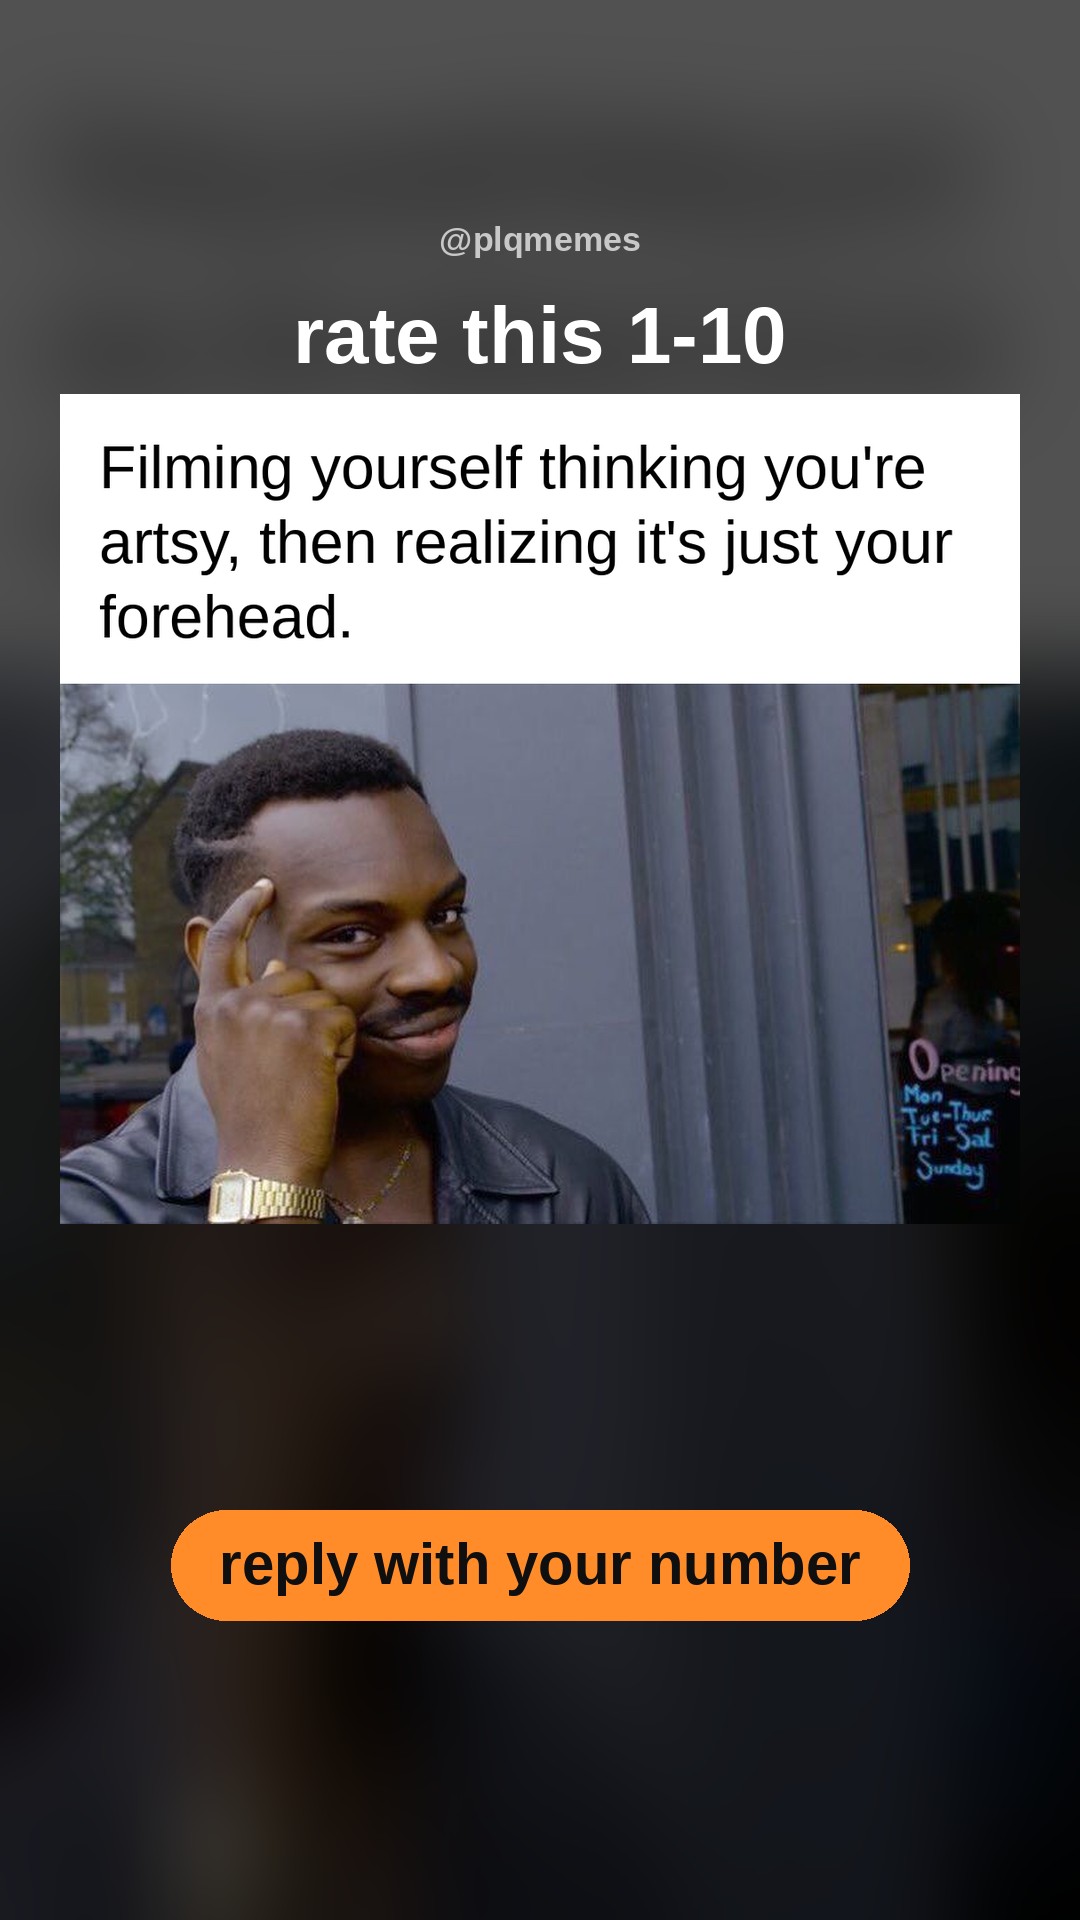 @plqmemes
rate this 1-10
Filming yourself thinking you're
artsy, then realizing it's just your
forehead.
Opening
Mon
Tue-Thur
Fri -Sat
Sunday
reply with your number